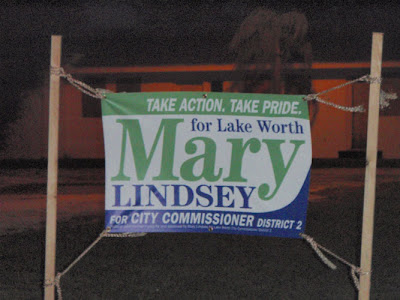 TAKE ACTION. TAKE PRIDE.
for Lake Worth
Mary
LINDSEY
FOR CITY COMMISSIONER DISTRICT 2